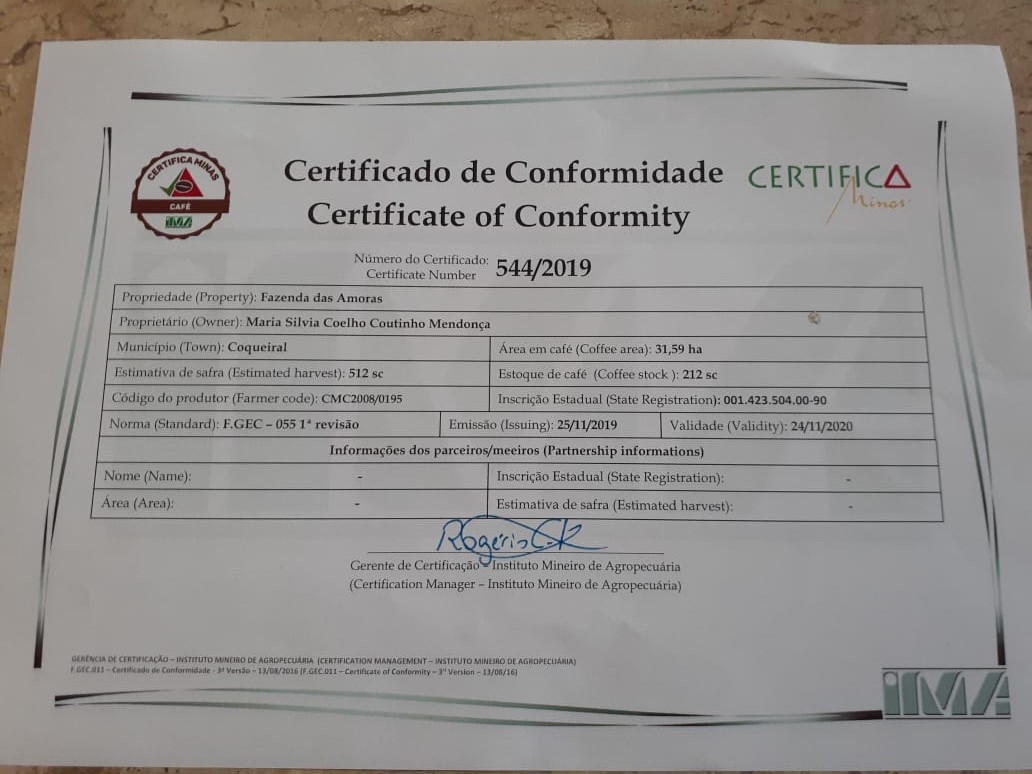 CERTIFICA MINAS
CAFÉ
IMA
Certificado de Conformidade
Certificate of Conformity
CERTIFICA
Minas
Número do Certificado:
Certificate Number
544/2019
Propriedade (Property): Fazenda das Amoras
Proprietário (Owner): Maria Silvia Coelho Coutinho Mendonça
Município (Town): Coqueiral
Área em café (Coffee area): 31,59 ha
Estimativa de safra (Estimated harvest): 512 sc
Estoque de café (Coffee stock ): 212 sc
Código do produtor (Farmer code): CMC2008/0195
Inscrição Estadual (State Registration): 001.423.504.00-90
Norma (Standard): F.GEC – 055 1ª revisão
Emissão (Issuing): 25/11/2019
Validade (Validity): 24/11/2020
Informações dos parceiros/meeiros (Partnership informations)
Nome (Name): -
Inscrição Estadual (State Registration): -
Área (Area): -
Estimativa de safra (Estimated harvest): -
Gerente de Certificação – Instituto Mineiro de Agropecuária
(Certification Manager – Instituto Mineiro de Agropecuária)
GERÊNCIA DE CERTIFICAÇÃO – INSTITUTO MINEIRO DE AGROPECUÁRIA (CERTIFICATION MANAGEMENT – INSTITUTO MINEIRO DE AGROPECUÁRIA)
F.GEC.011 – Certificado de Conformidade - 3ª Versão – 13/08/2016 (F.GEC.011 – Certificate of Conformity – 3rd Version – 13/08/16)
IMA